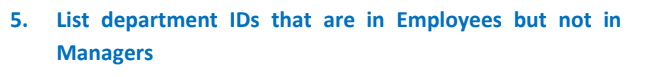 5. List department IDs that are in Employees but not in
Managers